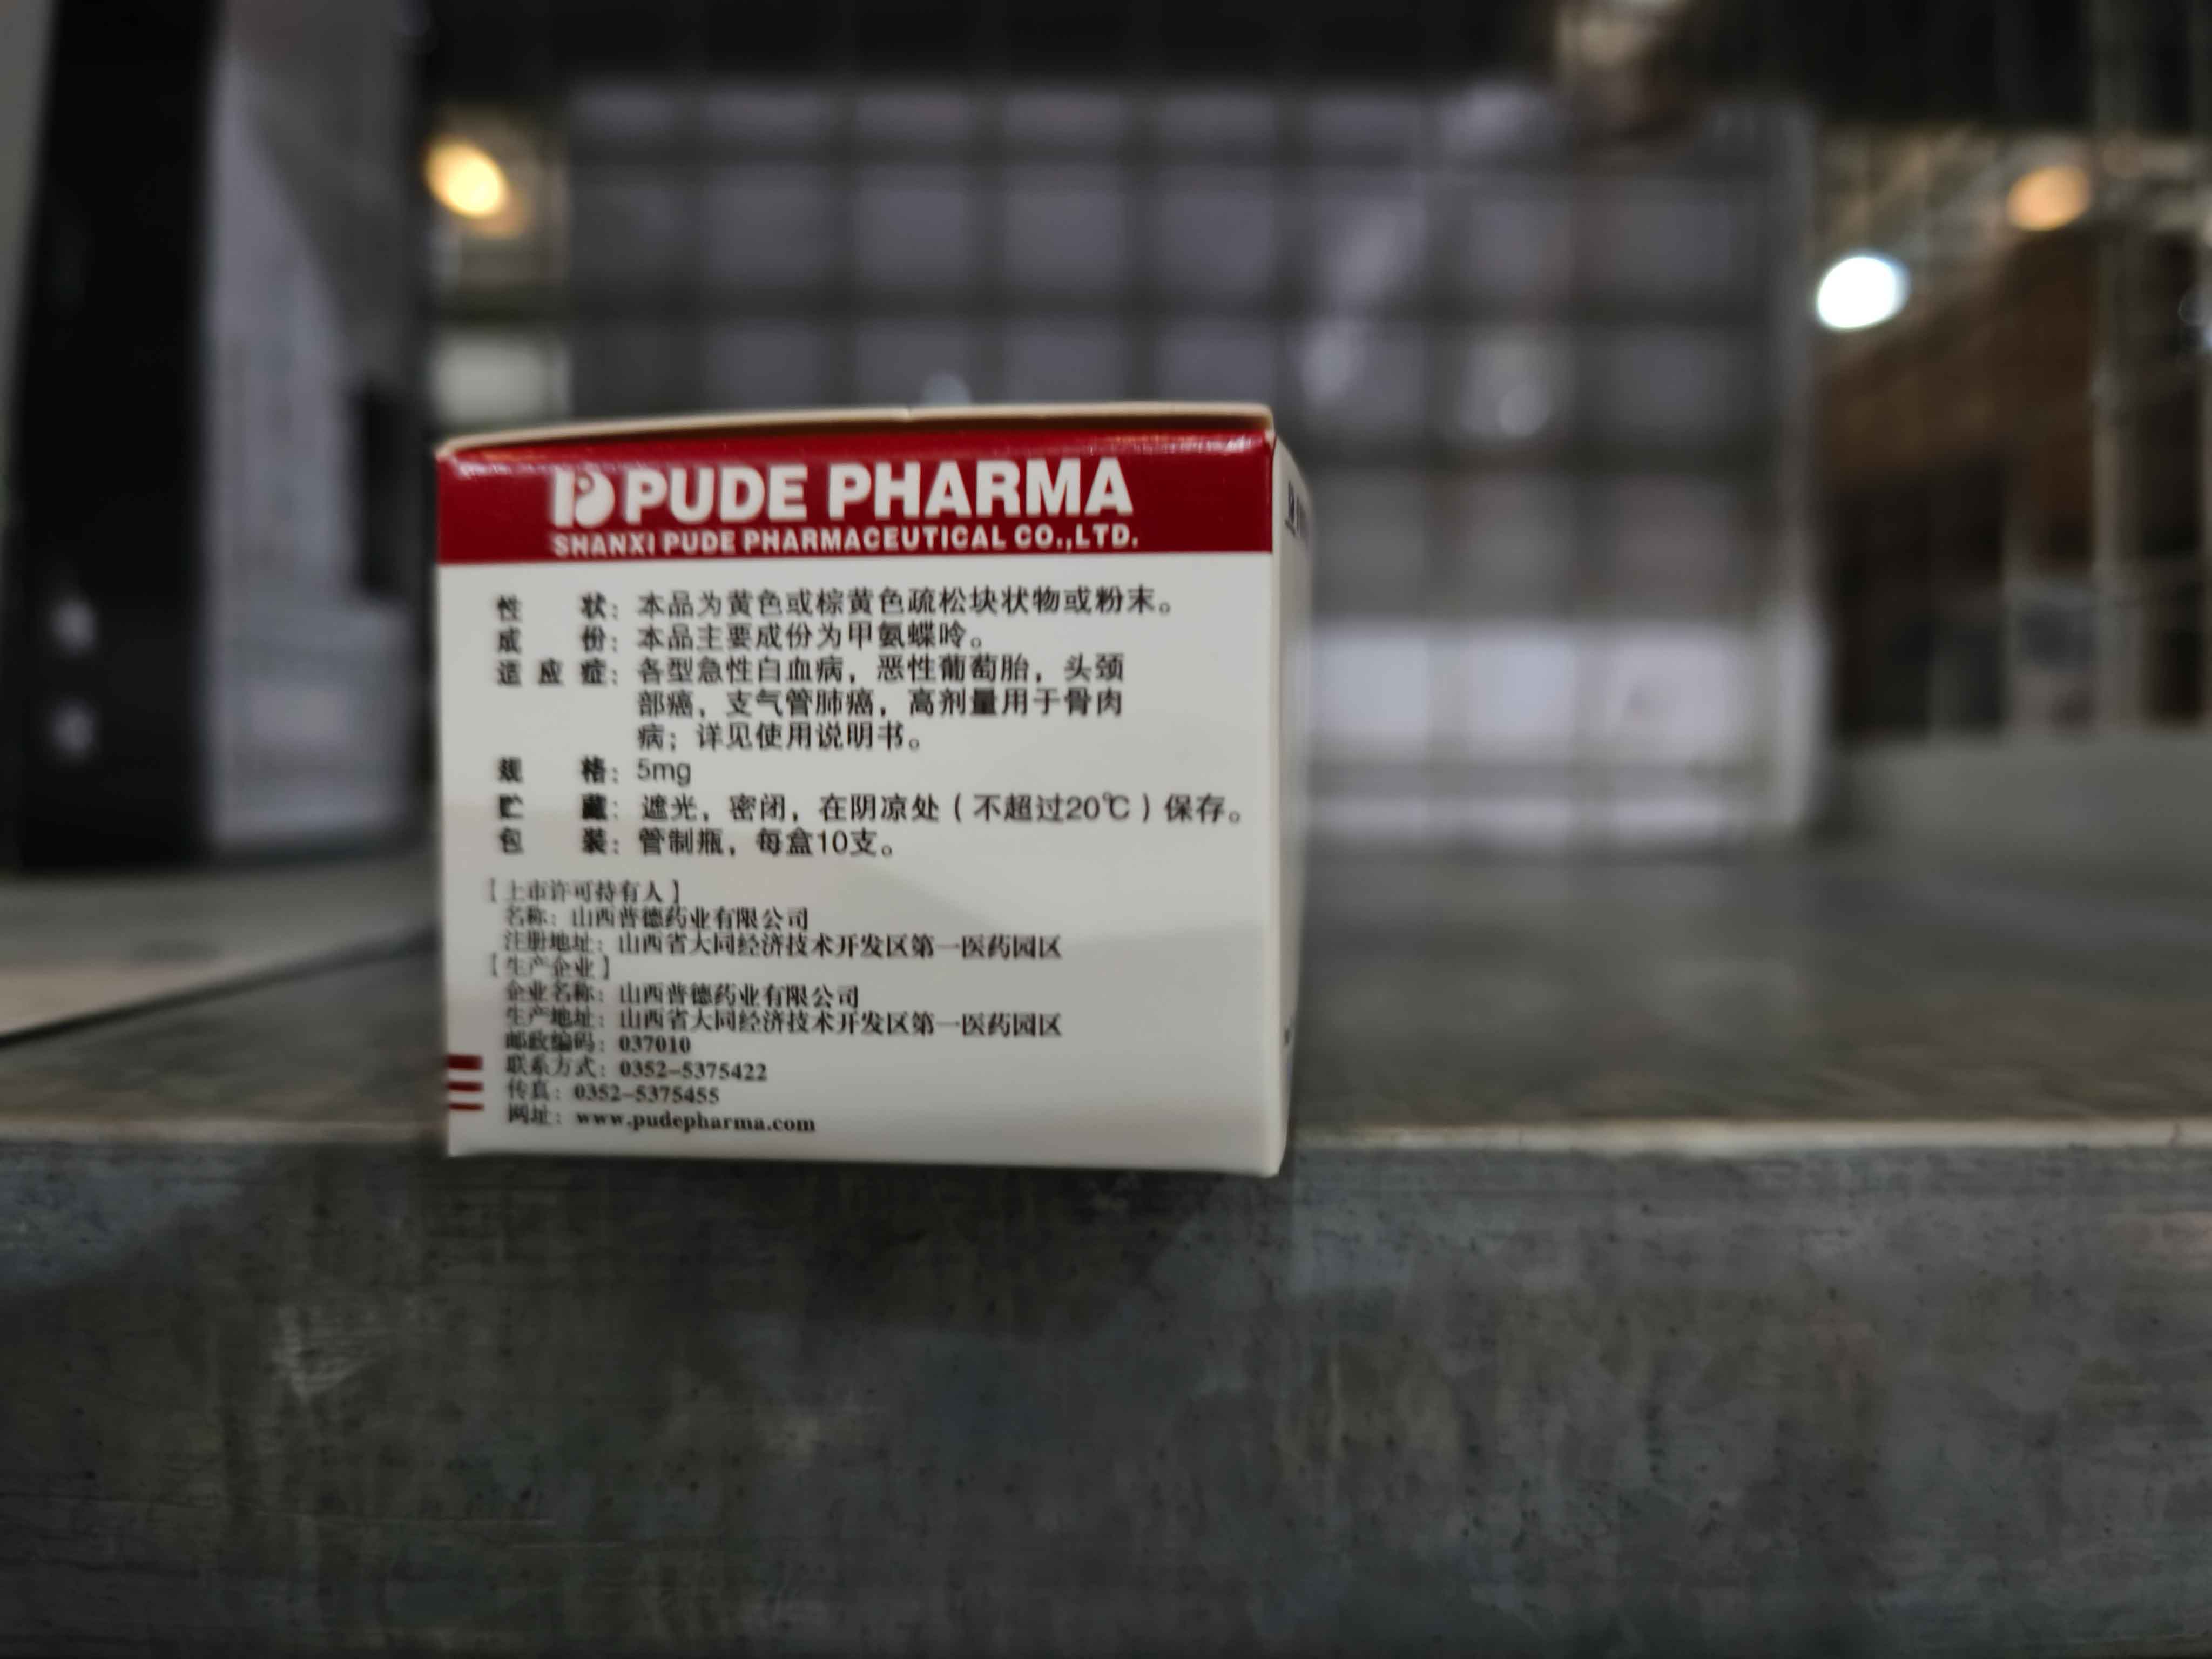 PUDE PHARMA
SHANXI PUDE PHARMACEUTICAL CO.,LTD.
性 状：本品为黄色或棕黄色疏松块状物或粉末。
成 份：本品主要成份为甲氨蝶呤。
适 应 症：各型急性白血病，恶性葡萄胎，头颈
部癌，支气管肺癌，高剂量用于骨肉
病；详见使用说明书。
规 格：5mg
贮 藏：遮光，密闭，在阴凉处（不超过20℃）保存。
包 装：管制瓶，每盒10支。
【上市许可持有人】
名称：山西普德药业有限公司
注册地址：山西省大同经济技术开发区第一医药园区
【生产企业】
企业名称：山西普德药业有限公司
生产地址：山西省大同经济技术开发区第一医药园区
邮政编码：037010
联系方式：0352-5375422
传真：0352-5375455
网址：www.pudepharma.com